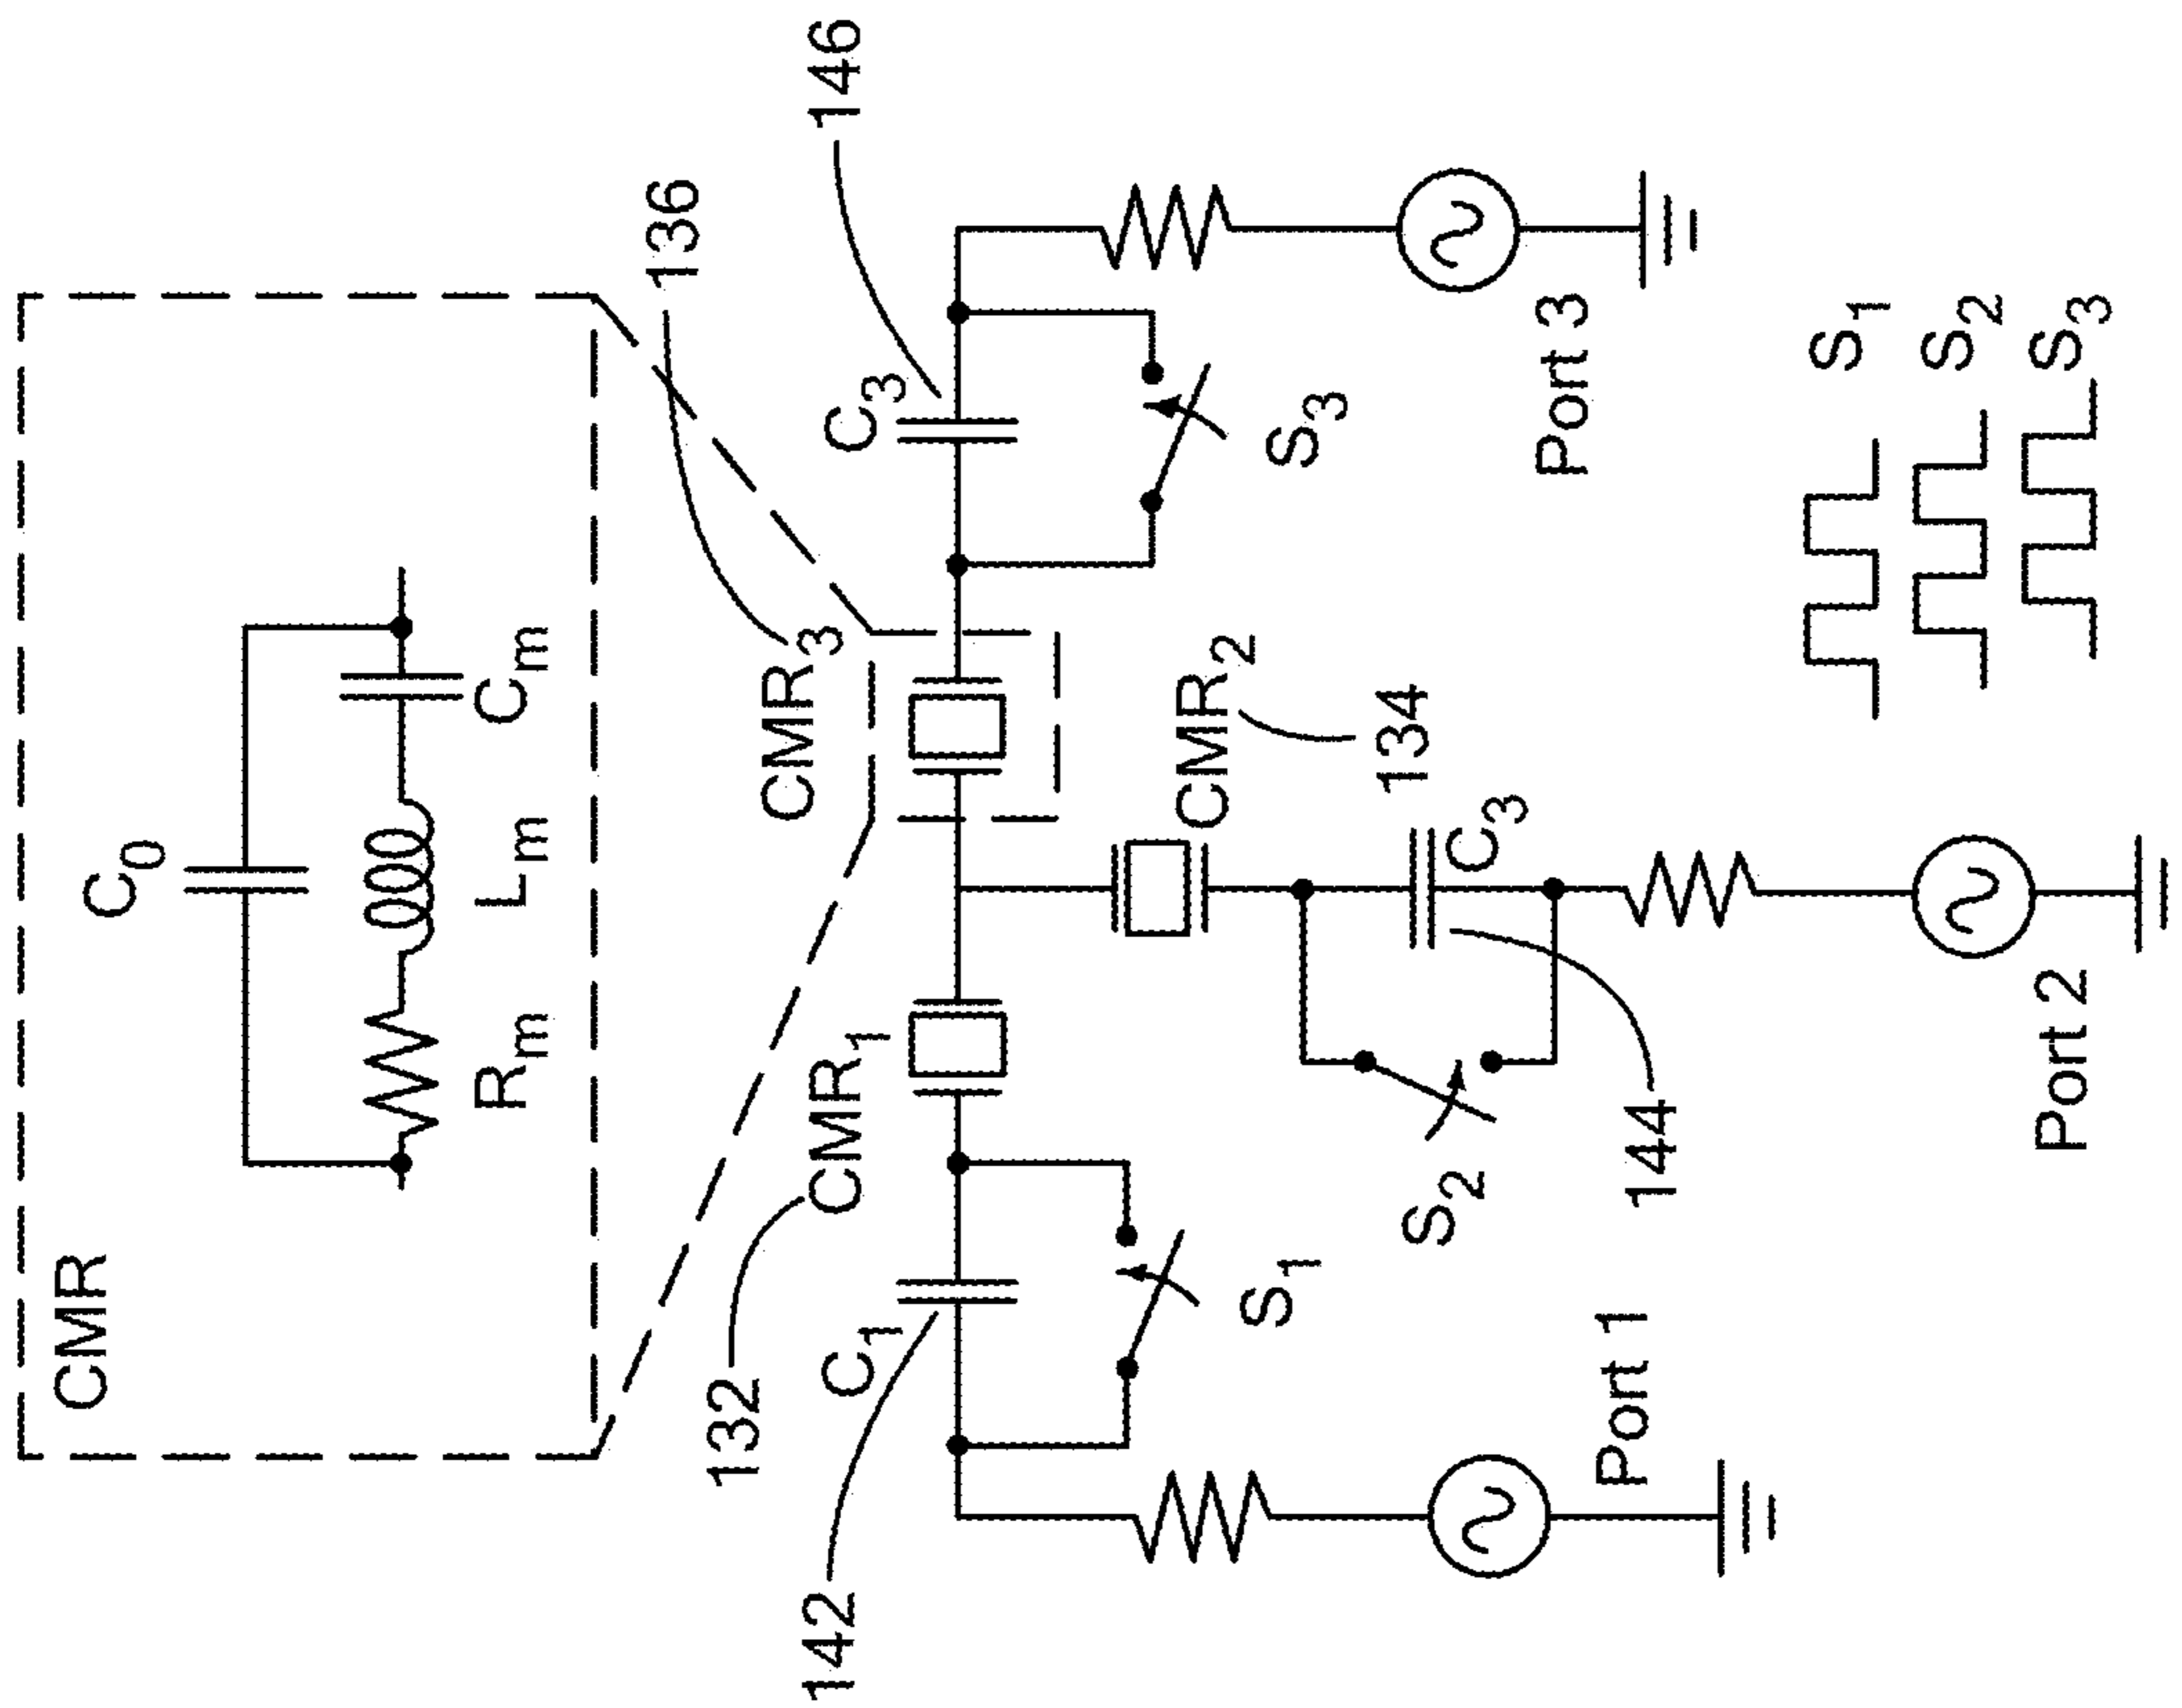 CMR
C0
Rm
Lm
Cm
136
146
132
CMR1
CMR3
142
C1
C3
CMR2
134
S1
S2
C3
144
S3
Port 1
Port 2
Port 3
S1
S2
S3